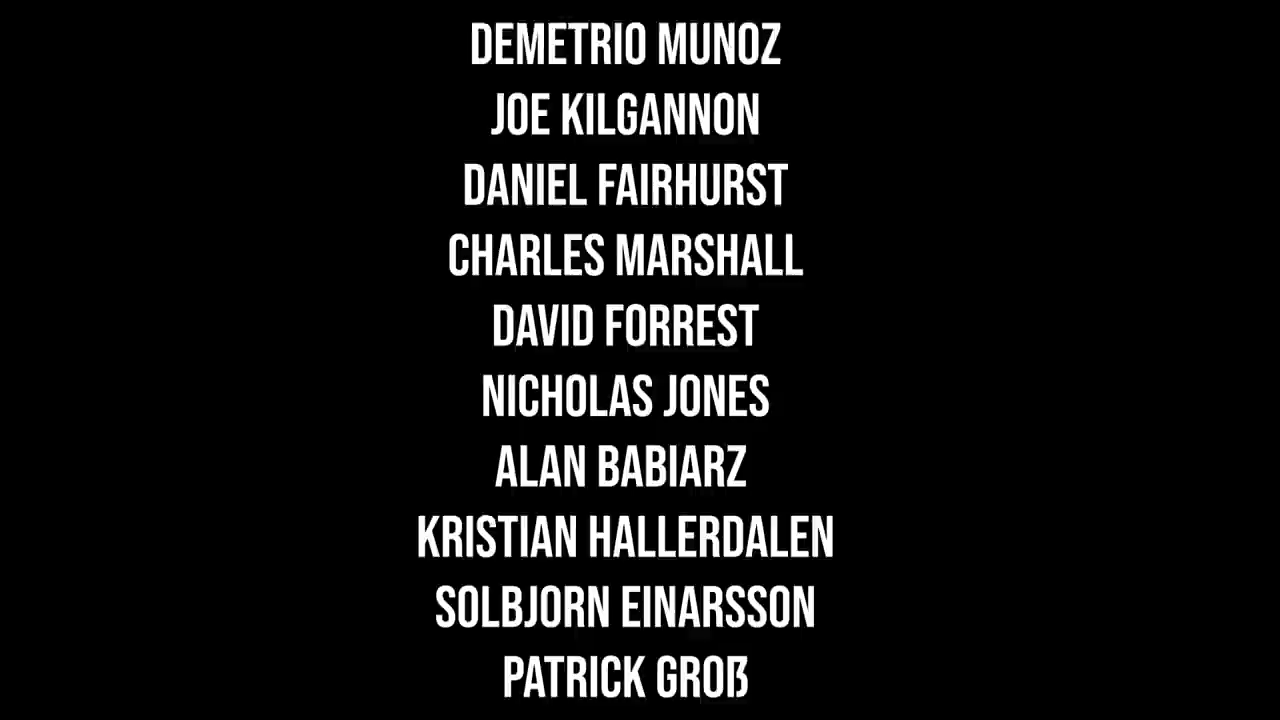 DEMETRIO MUNOZ
JOE KILGANNON
DANIEL FAIRHURST
CHARLES MARSHALL
DAVID FORREST
NICHOLAS JONES
ALAN BABIARZ
KRISTIAN HALLERDALEN
SOLBJORN EINARSSON
PATRICK GROß